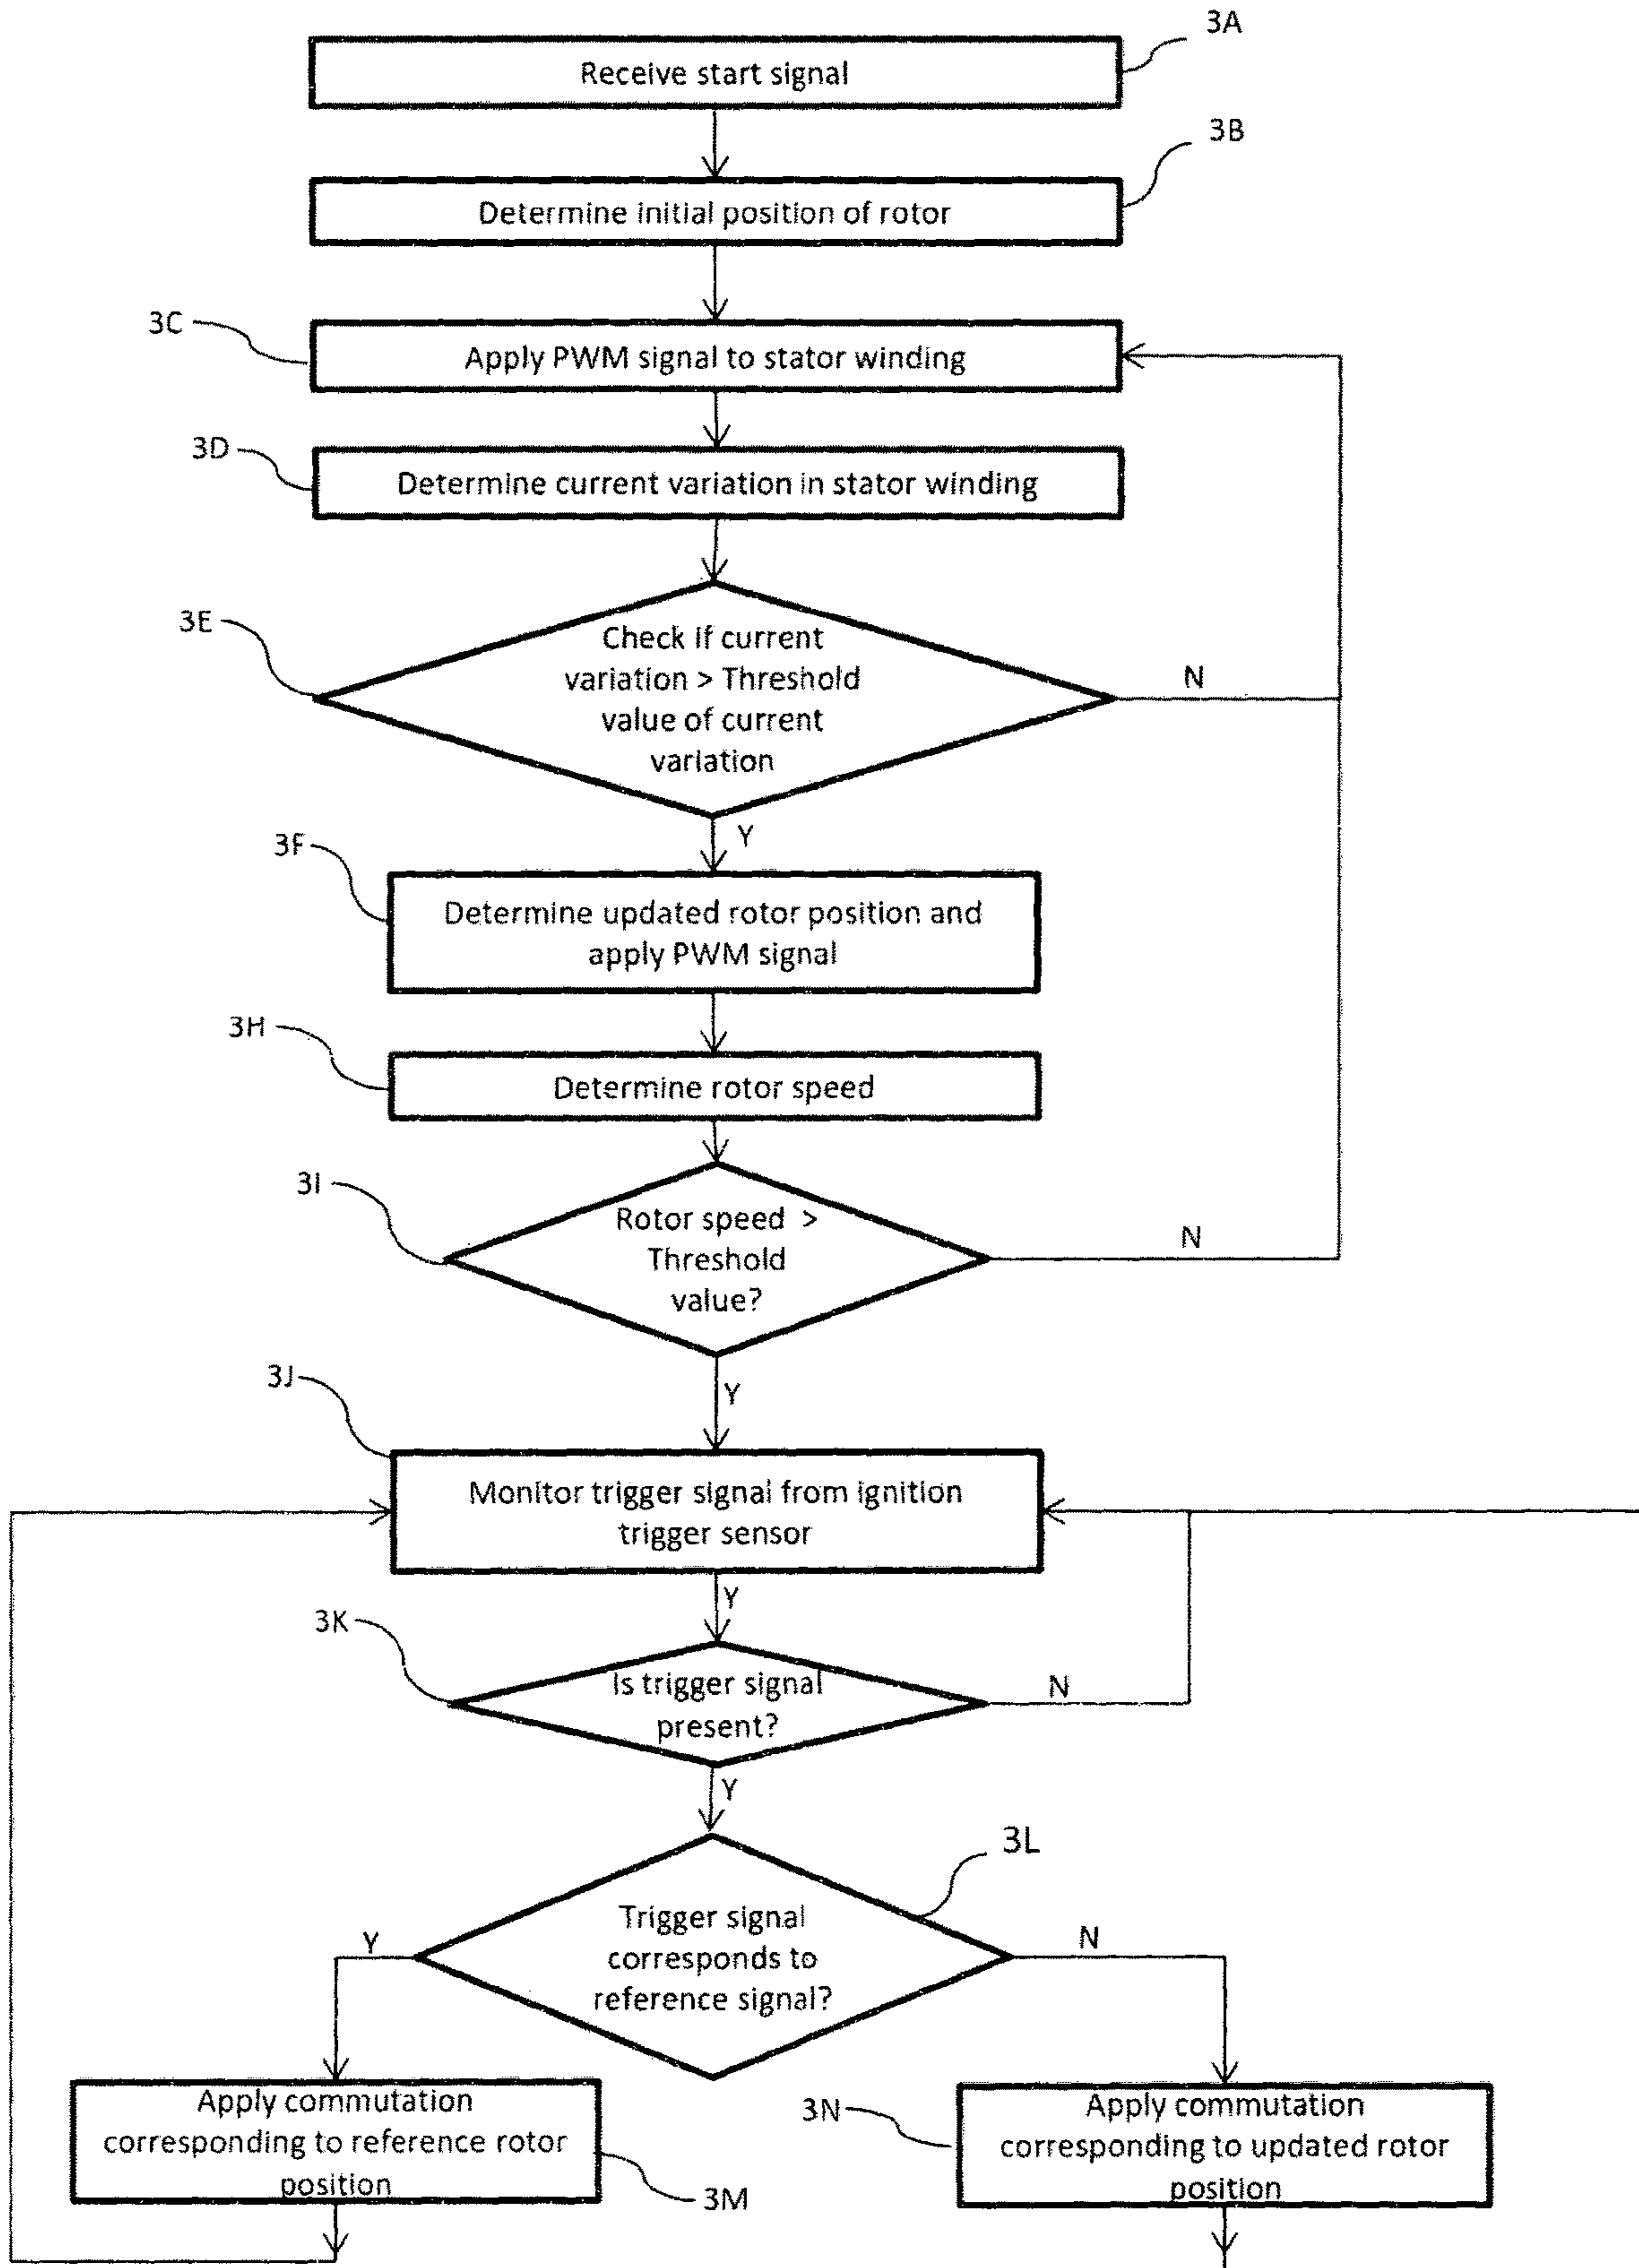 3A
Receive start signal
3B
Determine initial position of rotor
3C
Apply PWM signal to stator winding
3D
Determine current variation in stator winding
3E
Check if current
variation > Threshold
value of current
variation
N
Y
3F
Determine updated rotor position and
apply PWM signal
3H
Determine rotor speed
3I
Rotor speed >
Threshold
value?
N
Y
3J
Monitor trigger signal from ignition
trigger sensor
Y
3K
Is trigger signal
present?
N
Y
3L
Trigger signal
corresponds to
reference signal?
Y
N
Apply commutation
corresponding to reference rotor
position
3M
3N
Apply commutation
corresponding to updated rotor
position